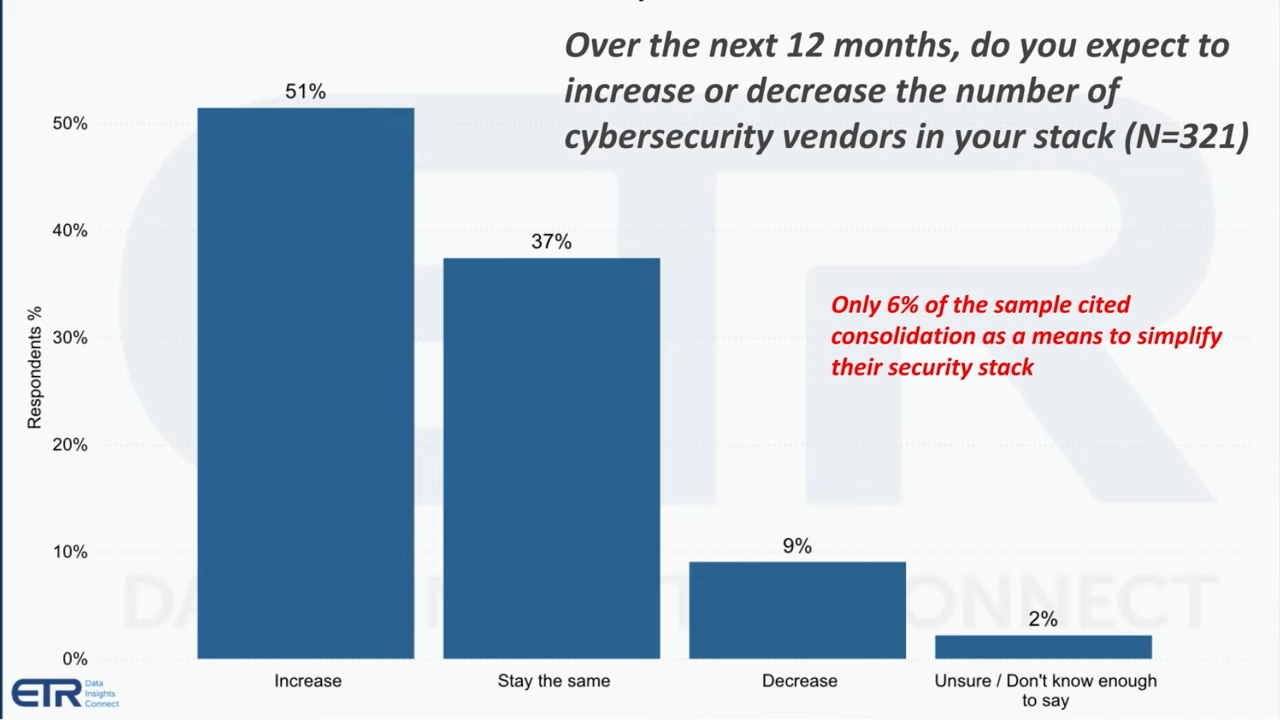 Over the next 12 months, do you expect to
increase or decrease the number of
cybersecurity vendors in your stack (N=321)
51%
50%
37%
40%
Only 6% of the sample cited
consolidation as a means to simplify
their security stack
Respondents %
30%
20%
9%
10%
2%
0%
Increase
Stay the same
Decrease
Unsure / Don't know enough
to say
ETR
Data
Insights
Connect
ETR
CONNECT